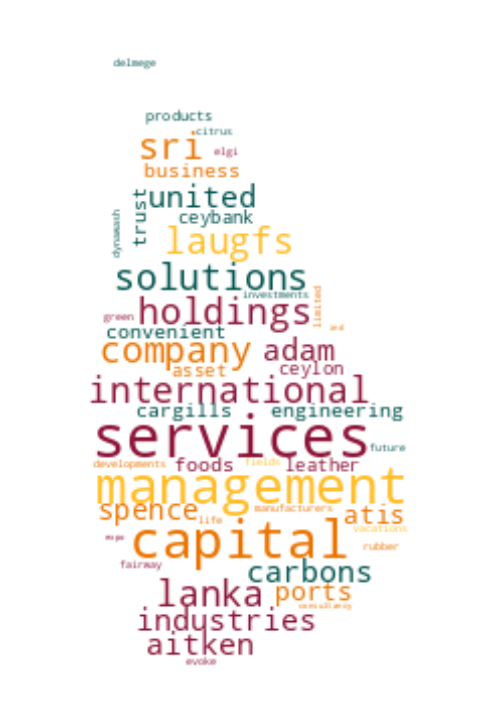 delmege
products
citrus
sri elgi
business
trust united
dynawash ceybank
laugfs
solutions
investments
green holdings limited
convenient
company adam
asset ceylon
international
cargills engineering
services
future
developments foods fields leather
management
spence life manufacturers atis
vacations
capital
expo rubber
fairway carbons
lanka ports
consultancy
industries
aitken
evoke